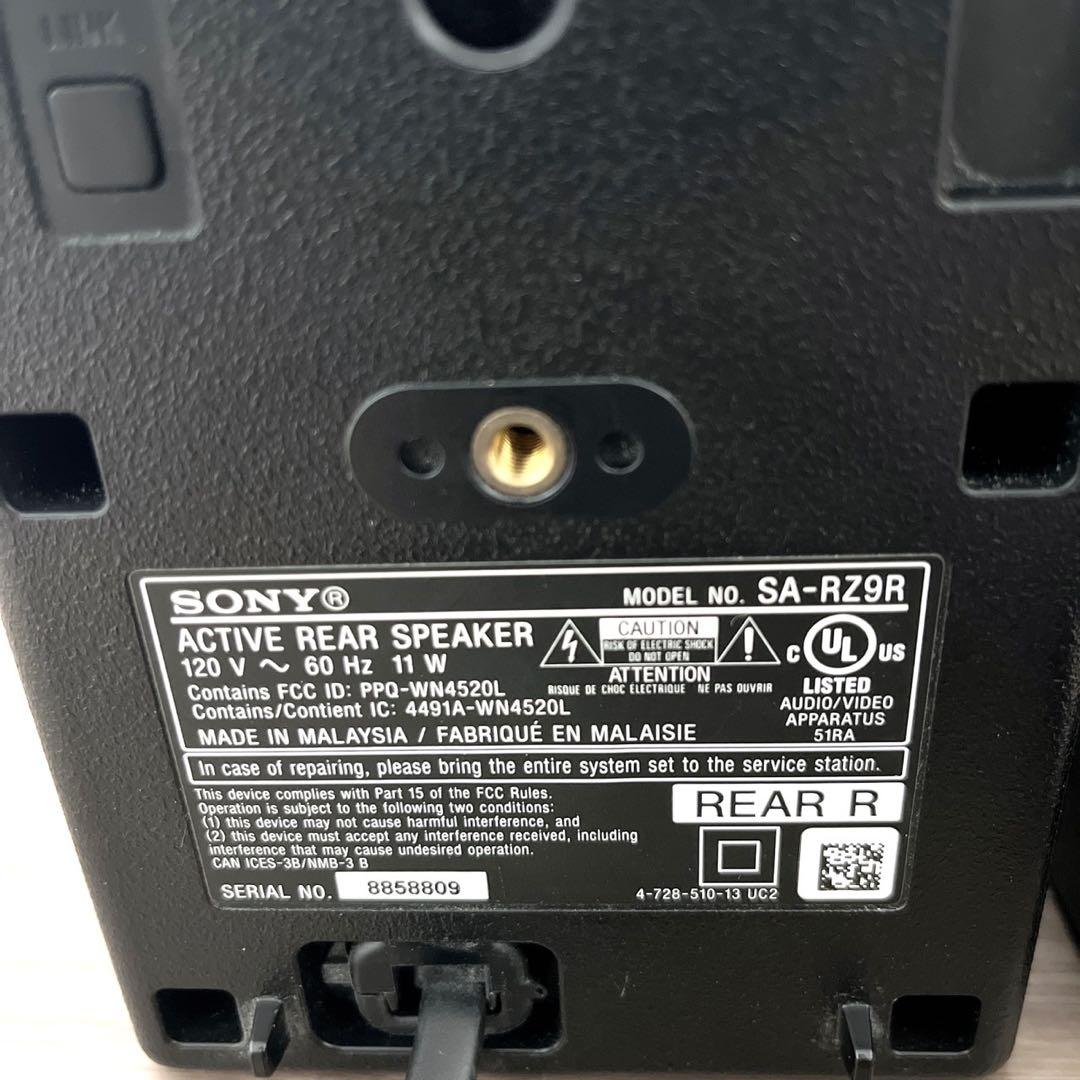 LINK
SONY®
MODEL NO. SA-RZ9R
ACTIVE REAR SPEAKER
120 V ~ 60 Hz 11 W
Contains FCC ID: PPQ-WN4520L
Contains/Contient IC: 4491A-WN4520L
MADE IN MALAYSIA / FABRIQUÉ EN MALAISIE
CAUTION
RISK OF ELECTRIC SHOCK
DO NOT OPEN
ATTENTION
RISQUE DE CHOC ÉLECTRIQUE NE PAS OUVRIR
C UL US
LISTED
AUDIO/VIDEO
APPARATUS
51RA
In case of repairing, please bring the entire system set to the service station.
This device complies with Part 15 of the FCC Rules.
Operation is subject to the following two conditions:
(1) this device may not cause harmful interference, and
(2) this device must accept any interference received, including
interference that may cause undesired operation.
CAN ICES-3B/NMB-3 B
REAR R
SERIAL NO. 8858809
4-728-510-13 UC2